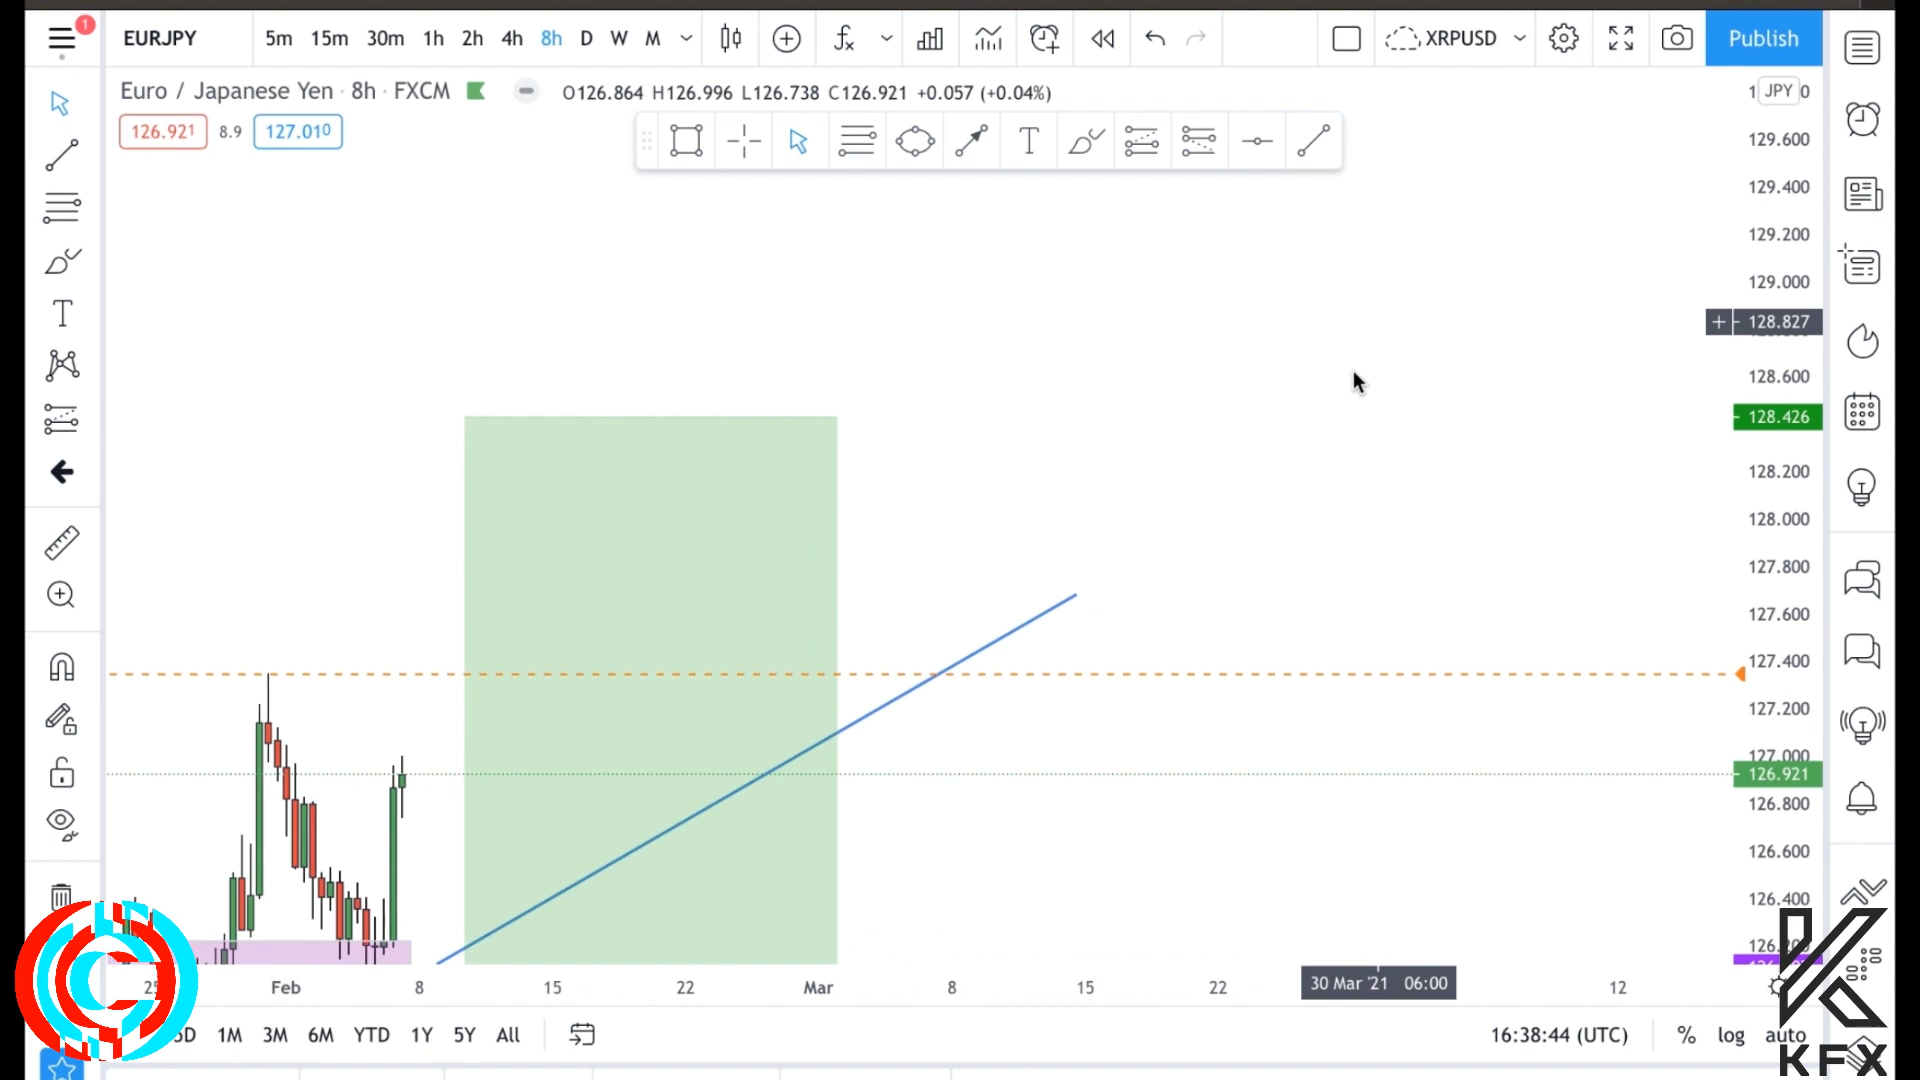 1
EURJPY
5m 15m 30m 1h 2h 4h 8h D W M
XRPUSD
Publish
Euro / Japanese Yen · 8h · FXCM
O126.864 H126.996 L126.738 C126.921 +0.057 (+0.04%)
126.921 8.9 127.010
JPY
129.600
129.400
129.200
129.000
128.827
128.600
128.426
128.200
128.000
127.800
127.600
127.400
127.200
127.000
126.921
126.800
126.600
126.400
25 Feb 8 15 22 Mar 8 15 22 30 Mar '21 06:00 12
1M 3M 6M YTD 1Y 5Y All
16:38:44 (UTC) % log auto
KFX